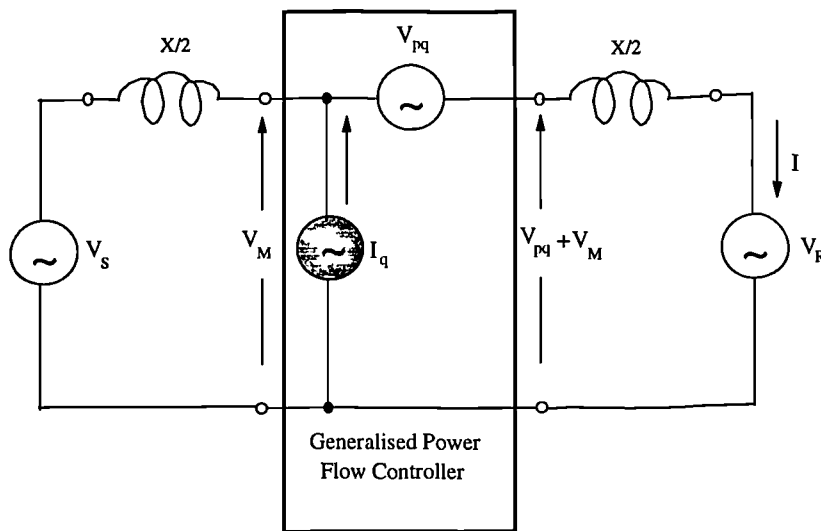 X/2
V_pq
X/2
V_S
V_M
I_q
V_pq + V_M
I
V_R
Generalised Power
Flow Controller